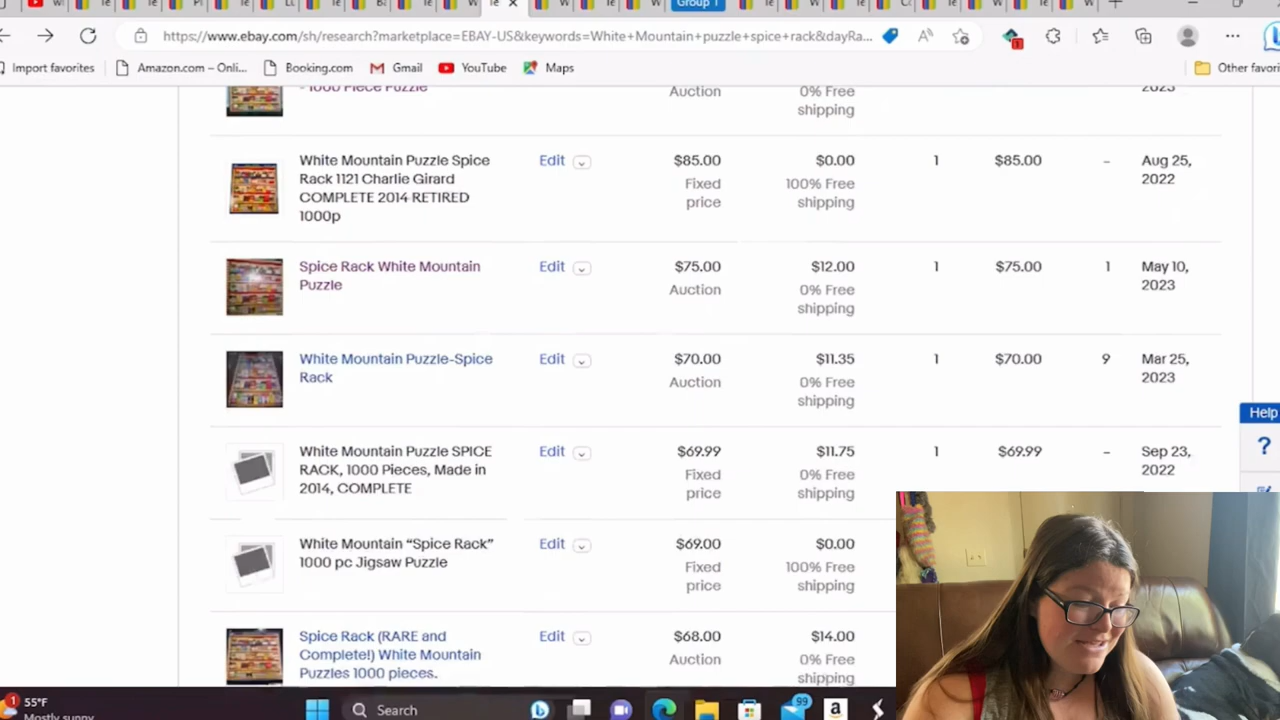 Group 1
https://www.ebay.com/sh/research?marketplace=EBAY-US&keywords=White+Mountain+puzzle+spice+rack&dayRa...
Import favorites
Amazon.com – Onli...
Booking.com
Gmail
YouTube
Maps
Other favori
- 1000 Piece Puzzle
Auction
0% Free
shipping
2023
White Mountain Puzzle Spice
Rack 1121 Charlie Girard
COMPLETE 2014 RETIRED
1000p
Edit
$85.00
Fixed
price
$0.00
100% Free
shipping
1
$85.00
–
Aug 25,
2022
Spice Rack White Mountain
Puzzle
Edit
$75.00
Auction
$12.00
0% Free
shipping
1
$75.00
1
May 10,
2023
White Mountain Puzzle-Spice
Rack
Edit
$70.00
Auction
$11.35
0% Free
shipping
1
$70.00
9
Mar 25,
2023
White Mountain Puzzle SPICE
RACK, 1000 Pieces, Made in
2014, COMPLETE
Edit
$69.99
Fixed
price
$11.75
0% Free
shipping
1
$69.99
–
Sep 23,
2022
White Mountain “Spice Rack”
1000 pc Jigsaw Puzzle
Edit
$69.00
Fixed
price
$0.00
100% Free
shipping
Spice Rack (RARE and
Complete!) White Mountain
Puzzles 1000 pieces.
Edit
$68.00
Auction
$14.00
0% Free
shipping
Help
?
1
55°F
Mostly sunny
Search
99